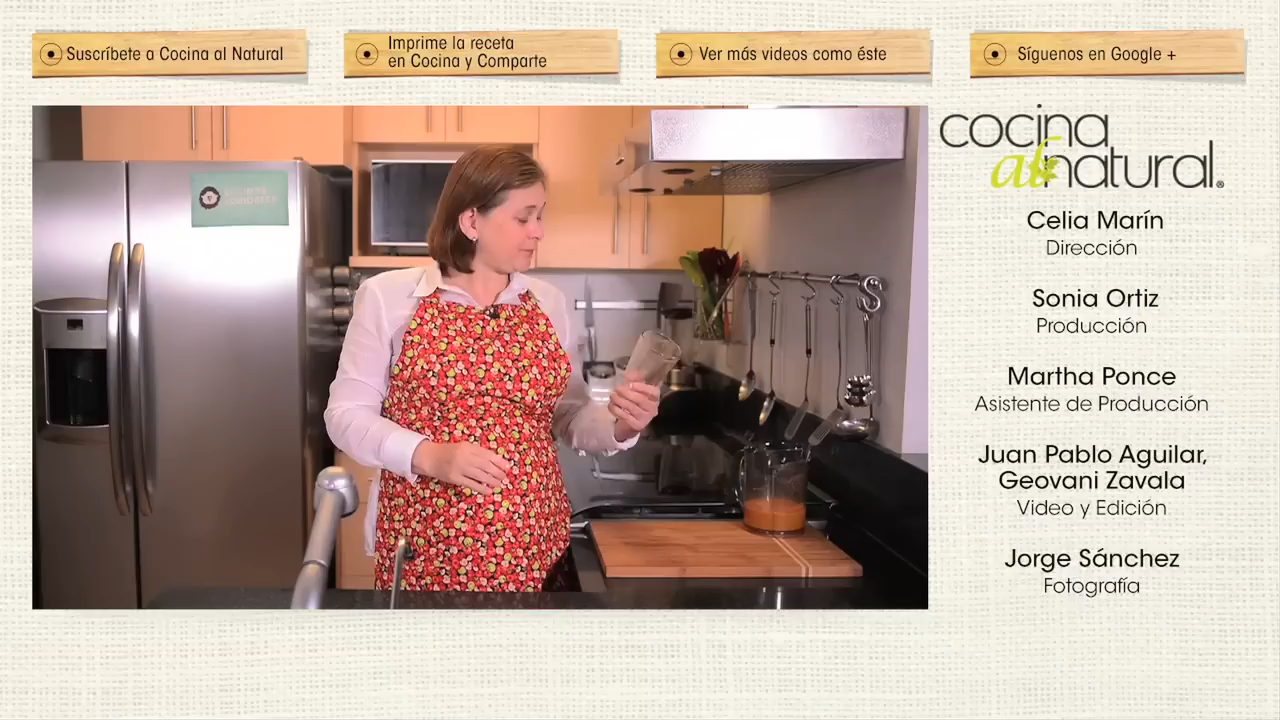 Suscríbete a Cocina al Natural
Imprime la receta
en Cocina y Comparte
Ver más videos como éste
Síguenos en Google +
cocina
al natural®
Celia Marín
Dirección
Sonia Ortiz
Producción
Martha Ponce
Asistente de Producción
Juan Pablo Aguilar,
Geovani Zavala
Video y Edición
Jorge Sánchez
Fotografía